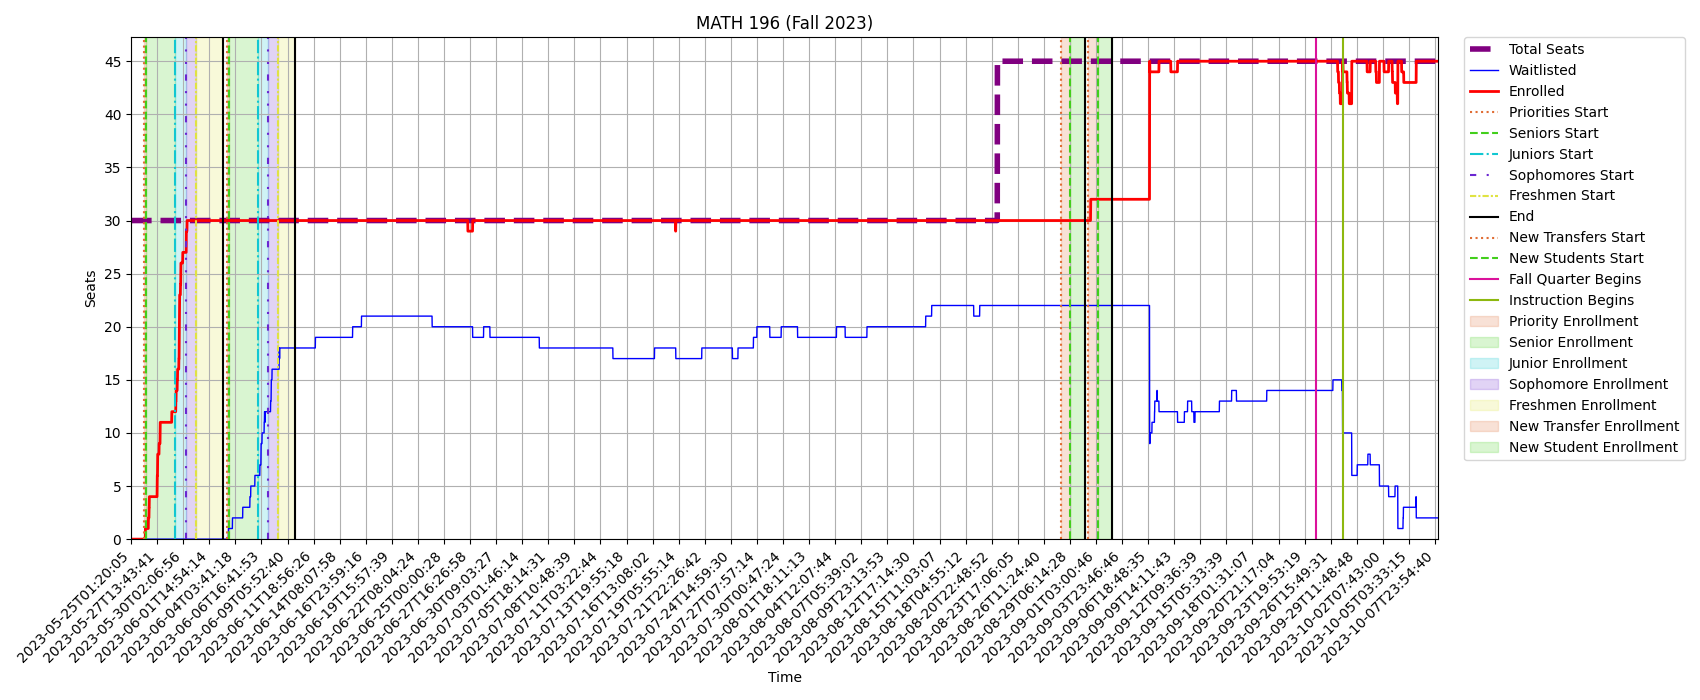 MATH 196 (Fall 2023)
Seats
45
40
35
30
25
20
15
10
5
0
2023-05-25T01:20:05
2023-05-27T13:43:41
2023-05-30T02:06:56
2023-06-01T14:54:14
2023-06-04T03:41:18
2023-06-06T16:41:53
2023-06-09T05:52:40
2023-06-11T18:56:26
2023-06-14T08:07:58
2023-06-16T23:59:16
2023-06-19T15:57:39
2023-06-22T08:04:24
2023-06-25T00:00:28
2023-06-27T16:26:58
2023-06-30T09:03:27
2023-07-03T01:46:14
2023-07-05T18:14:31
2023-07-08T10:48:39
2023-07-11T03:22:44
2023-07-13T19:55:18
2023-07-16T13:08:02
2023-07-19T05:55:14
2023-07-21T22:26:42
2023-07-24T14:59:30
2023-07-27T07:57:14
2023-07-30T00:47:24
2023-08-01T18:11:13
2023-08-04T12:07:44
2023-08-07T05:39:02
2023-08-09T23:13:53
2023-08-12T17:14:30
2023-08-15T11:03:07
2023-08-18T04:55:12
2023-08-20T22:48:52
2023-08-23T17:06:05
2023-08-26T11:24:40
2023-08-29T06:14:28
2023-09-01T03:00:46
2023-09-03T23:46:46
2023-09-06T18:48:35
2023-09-09T14:11:43
2023-09-12T09:36:39
2023-09-15T05:33:39
2023-09-18T01:31:07
2023-09-20T21:17:04
2023-09-23T19:53:19
2023-09-26T15:49:31
2023-09-29T11:48:48
2023-10-02T07:43:00
2023-10-05T03:33:15
2023-10-07T23:54:40
Time
Total Seats
Waitlisted
Enrolled
Priorities Start
Seniors Start
Juniors Start
Sophomores Start
Freshmen Start
End
New Transfers Start
New Students Start
Fall Quarter Begins
Instruction Begins
Priority Enrollment
Senior Enrollment
Junior Enrollment
Sophomore Enrollment
Freshmen Enrollment
New Transfer Enrollment
New Student Enrollment